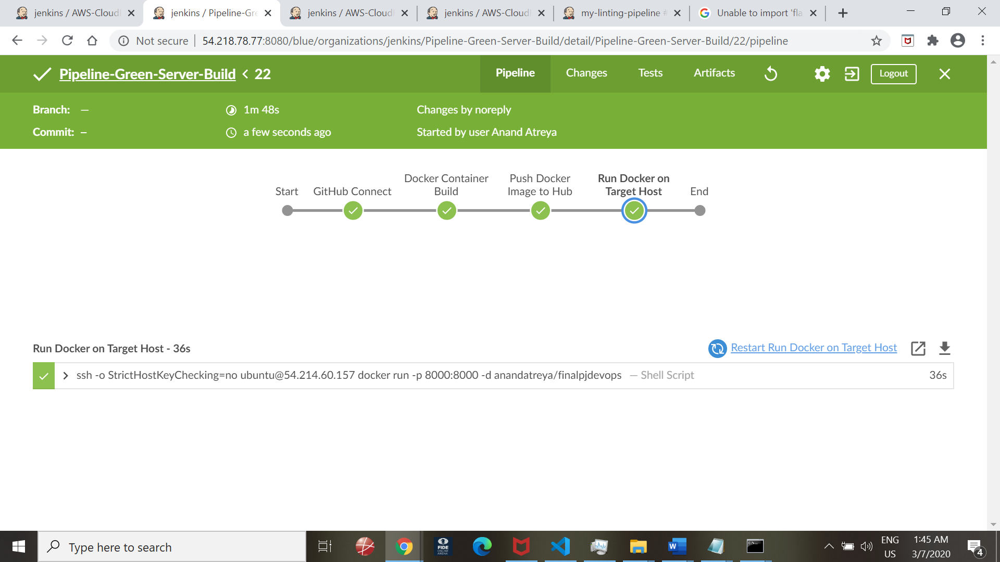 jenkins / AWS-Cloud
jenkins / Pipeline-Gre
jenkins / AWS-Cloud
jenkins / AWS-Cloud
my-linting-pipeline #
Unable to import 'fla
Not secure
54.218.78.77:8080/blue/organizations/jenkins/Pipeline-Green-Server-Build/detail/Pipeline-Green-Server-Build/22/pipeline
Pipeline-Green-Server-Build < 22
Pipeline
Changes
Tests
Artifacts
Logout
Branch: —
1m 48s
Changes by noreply
Commit: –
a few seconds ago
Started by user Anand Atreya
Start
GitHub Connect
Docker Container
Build
Push Docker
Image to Hub
Run Docker on
Target Host
End
Run Docker on Target Host - 36s
Restart Run Docker on Target Host
ssh -o StrictHostKeyChecking=no ubuntu@54.214.60.157 docker run -p 8000:8000 -d anandatreya/finalpjdevops — Shell Script
36s
Type here to search
FIDE
ONLINE
ARENA
ENG
US
1:45 AM
3/7/2020
4